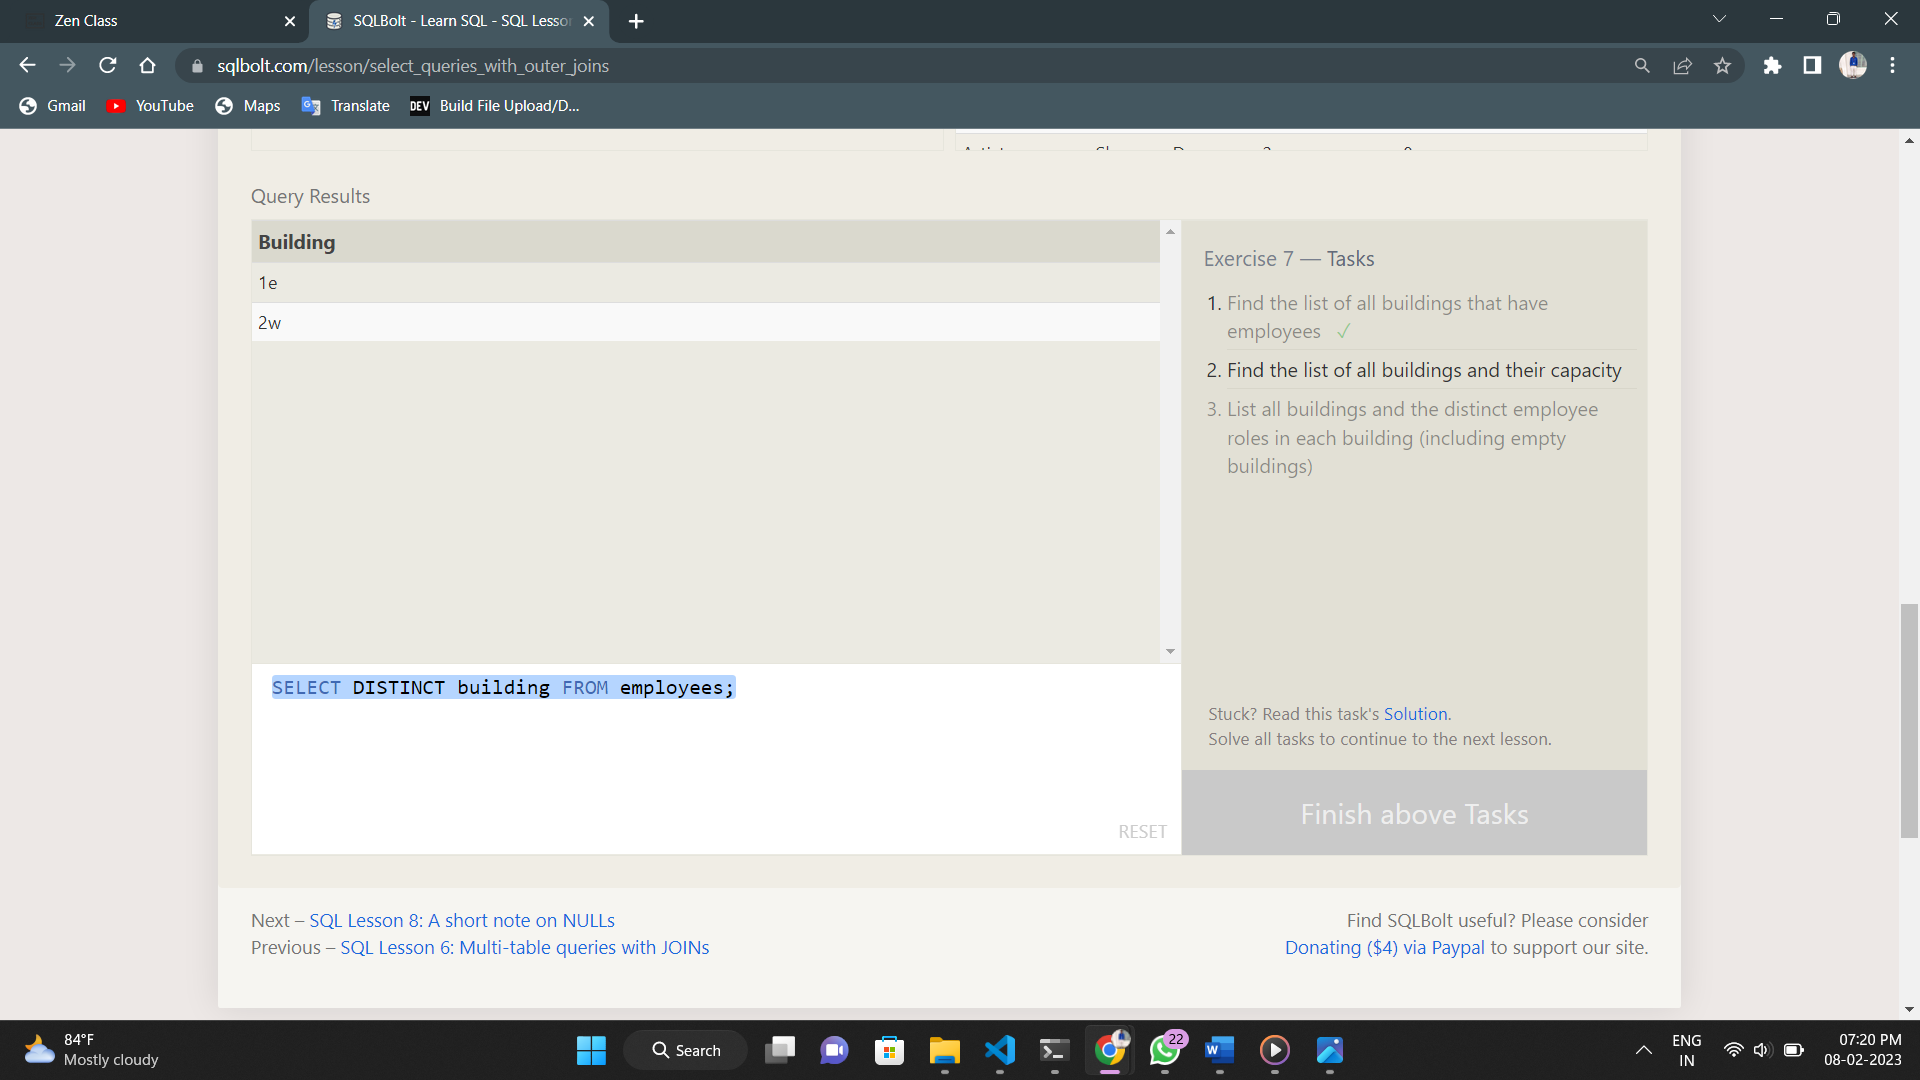 Zen Class
SQLBolt - Learn SQL - SQL Lesson
sqlbolt.com/lesson/select_queries_with_outer_joins
Gmail
YouTube
Maps
Translate
DEV
Build File Upload/D...
Query Results
Building
1e
2w
Exercise 7 — Tasks
1. Find the list of all buildings that have
employees ✓
2. Find the list of all buildings and their capacity
3. List all buildings and the distinct employee
roles in each building (including empty
buildings)
SELECT DISTINCT building FROM employees;
RESET
Stuck? Read this task's Solution.
Solve all tasks to continue to the next lesson.
Finish above Tasks
Next – SQL Lesson 8: A short note on NULLs
Previous – SQL Lesson 6: Multi-table queries with JOINs
Find SQLBolt useful? Please consider
Donating ($4) via Paypal to support our site.
84°F
Mostly cloudy
Search
22
ENG
IN
07:20 PM
08-02-2023